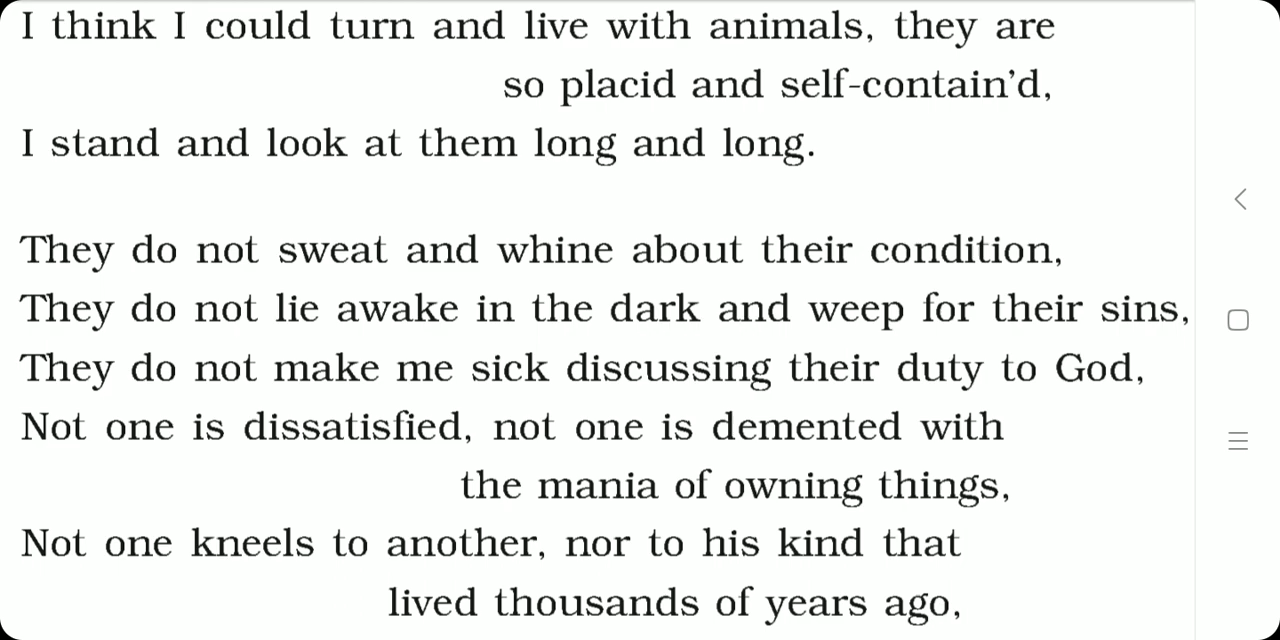 I think I could turn and live with animals, they are
so placid and self-contain’d,
I stand and look at them long and long.
They do not sweat and whine about their condition,
They do not lie awake in the dark and weep for their sins,
They do not make me sick discussing their duty to God,
Not one is dissatisfied, not one is demented with
the mania of owning things,
Not one kneels to another, nor to his kind that
lived thousands of years ago,